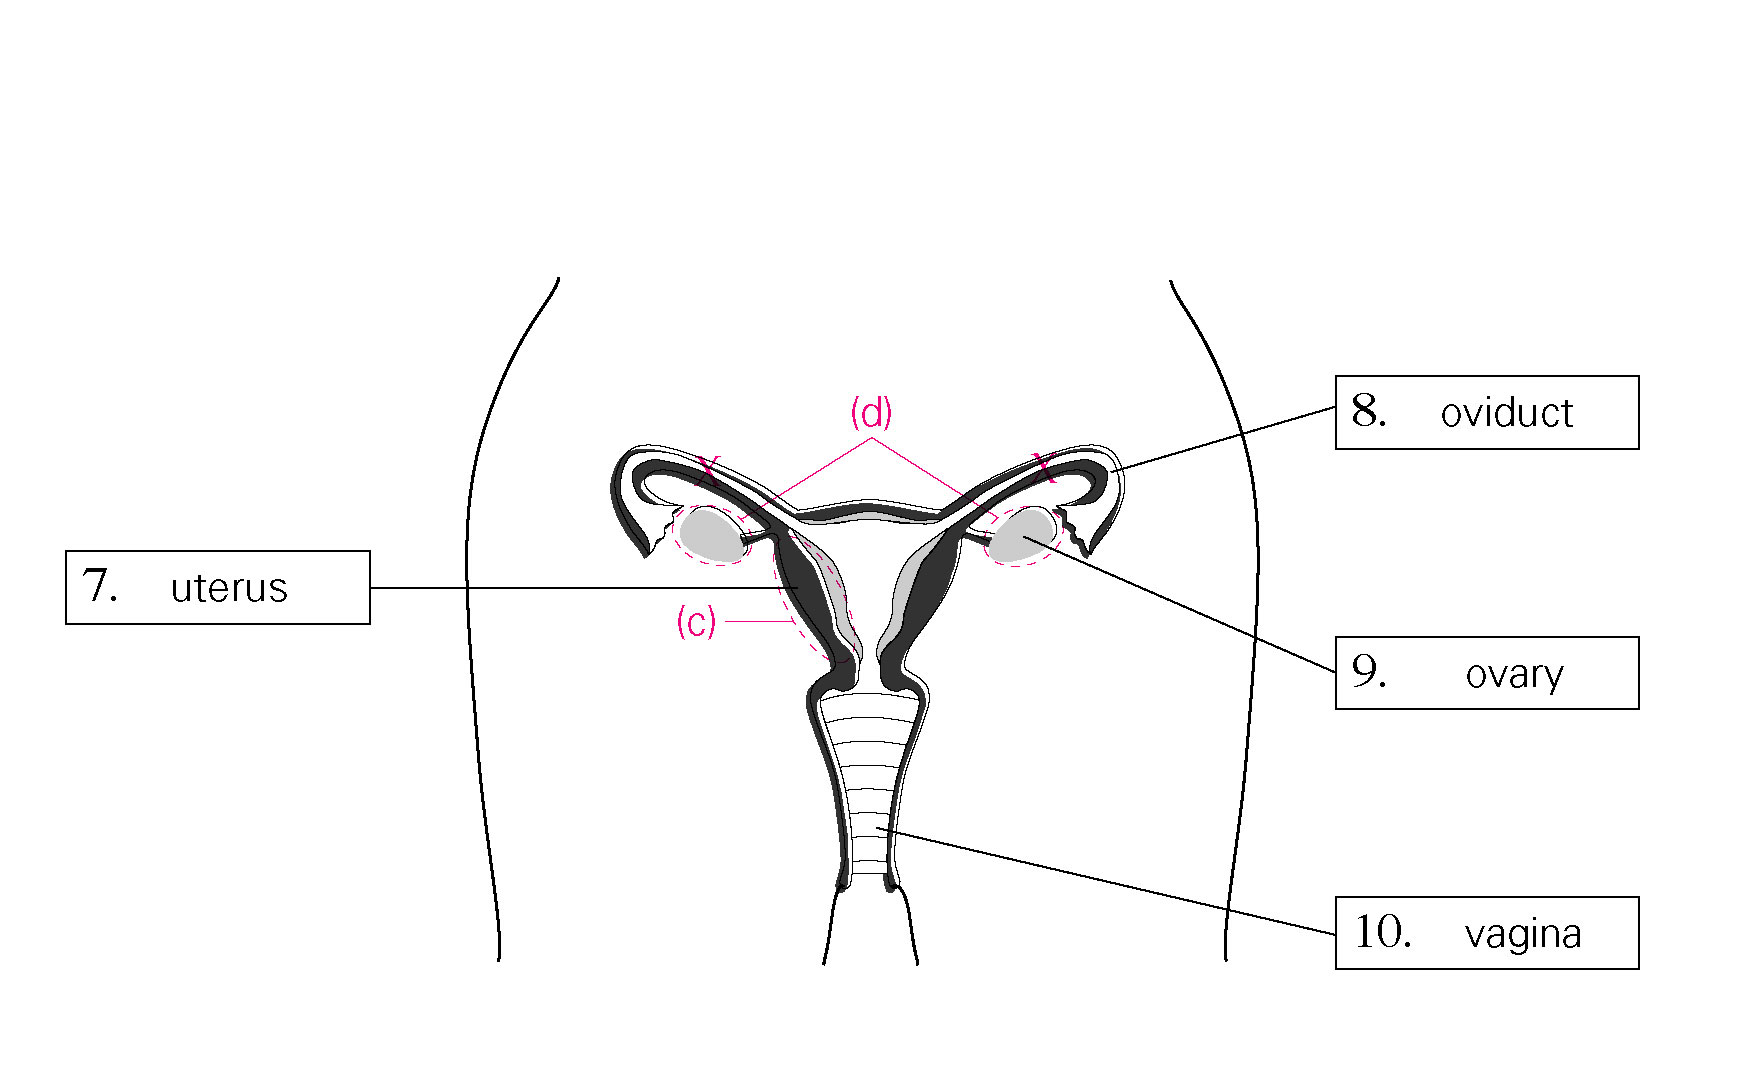 (d)
8. oviduct
X X
7. uterus
(c)
9. ovary
10. vagina